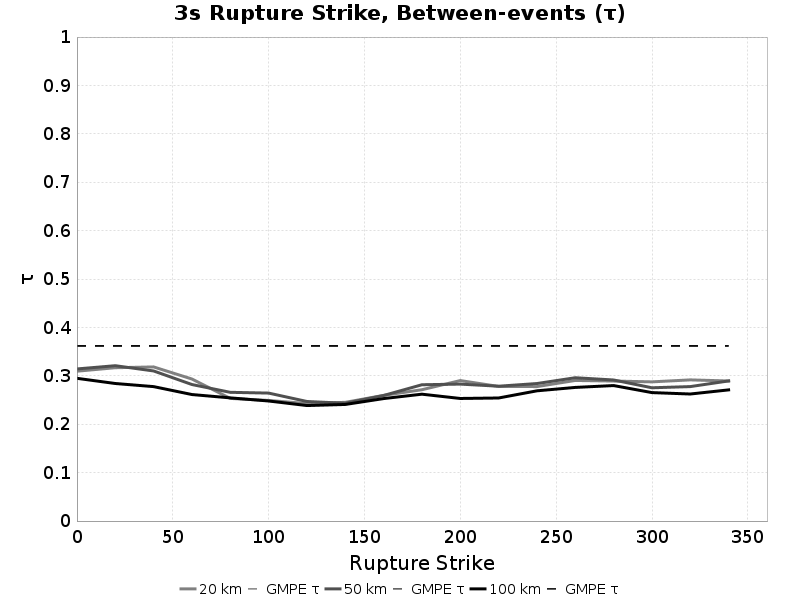 3s Rupture Strike, Between-events (τ)
1
0.9
0.8
0.7
0.6
0.5
0.4
0.3
0.2
0.1
0
τ
0 50 100 150 200 250 300 350
Rupture Strike
20 km GMPE τ 50 km GMPE τ 100 km GMPE τ